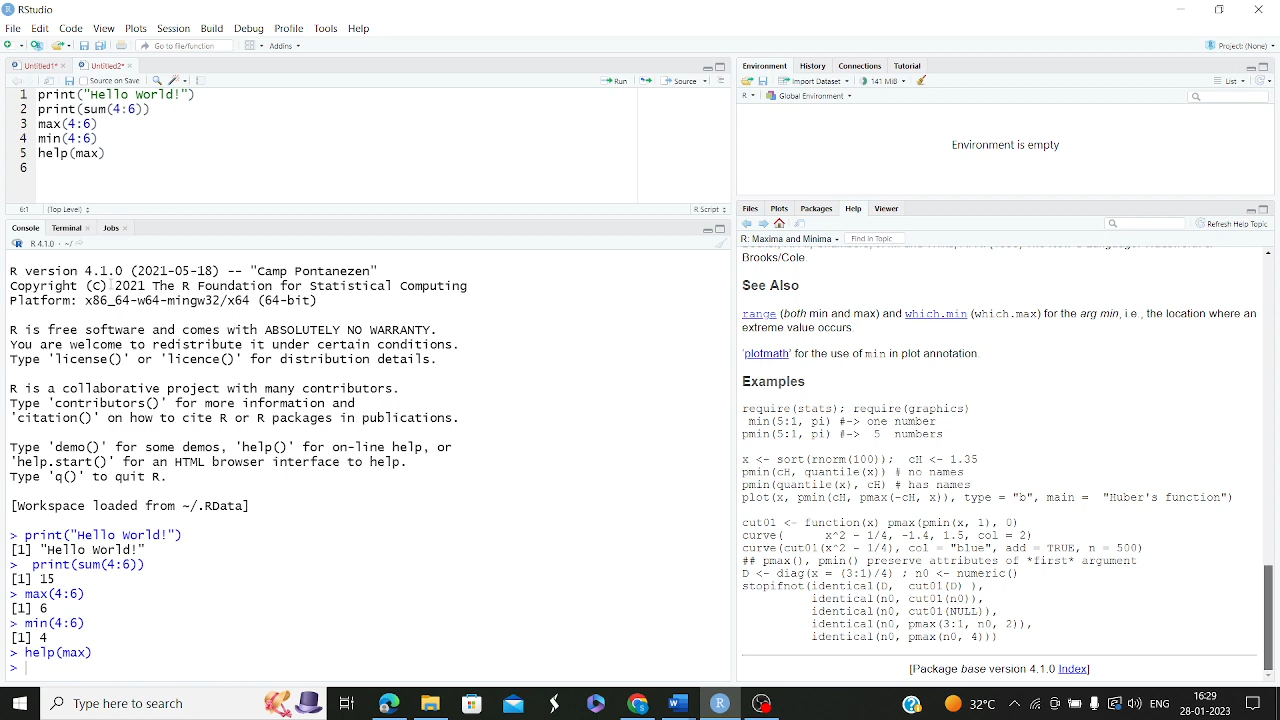 RStudio
File Edit Code View Plots Session Build Debug Profile Tools Help
Go to file/function Addins Project: (None)
Untitled1* Untitled2*
Source on Save Run Source
1 print("Hello World!")
2 print(sum(4:6))
3 max(4:6)
4 min(4:6)
5 help(max)
6
6:1 (Top Level) R Script
Console Terminal Jobs
R 4.1.0 · ~/
R version 4.1.0 (2021-05-18) -- "Camp Pontanezen"
Copyright (C) 2021 The R Foundation for Statistical Computing
Platform: x86_64-w64-mingw32/x64 (64-bit)
R is free software and comes with ABSOLUTELY NO WARRANTY.
You are welcome to redistribute it under certain conditions.
Type 'license()' or 'licence()' for distribution details.
R is a collaborative project with many contributors.
Type 'contributors()' for more information and
'citation()' on how to cite R or R packages in publications.
Type 'demo()' for some demos, 'help()' for on-line help, or
'help.start()' for an HTML browser interface to help.
Type 'q()' to quit R.
[Workspace loaded from ~/.RData]
> print("Hello World!")
[1] "Hello World!"
>  print(sum(4:6))
[1] 15
> max(4:6)
[1] 6
> min(4:6)
[1] 4
> help(max)
>
Environment History Connections Tutorial
Import Dataset 141 MiB List
R Global Environment
Environment is empty
Files Plots Packages Help Viewer
Refresh Help Topic
R: Maxima and Minima Find in Topic
Brooks/Cole.
See Also
range (both min and max) and which.min (which.max) for the arg min, i.e., the location where an
extreme value occurs.
'plotmath' for the use of min in plot annotation.
Examples
require(stats); require(graphics)
min(5:1, pi) #-> one number
pmin(5:1, pi) #->  5  numbers
x <- sort(rnorm(100));  cH <- 1.35
pmin(cH, quantile(x)) # no names
pmin(quantile(x), cH) # has names
plot(x, pmin(cH, pmax(-cH, x)), type = "b", main =  "Huber's function")
cut01 <- function(x) pmax(pmin(x, 1), 0)
curve(      x^2 - 1/4, -1.4, 1.5, col = 2)
curve(cut01(x^2 - 1/4), col = "blue", add = TRUE, n = 500)
## pmax(), pmin() preserve attributes of *first* argument
D <- diag(x = (3:1)/4) ; n0 <- numeric()
stopifnot(identical(D,  cut01(D) ),
identical(n0, cut01(n0)),
identical(n0, cut01(NULL)),
identical(n0, pmax(3:1, n0, 2)),
identical(n0, pmax(n0, 4)))
[Package base version 4.1.0 Index]
Type here to search
32°C ENG 16:29
28-01-2023